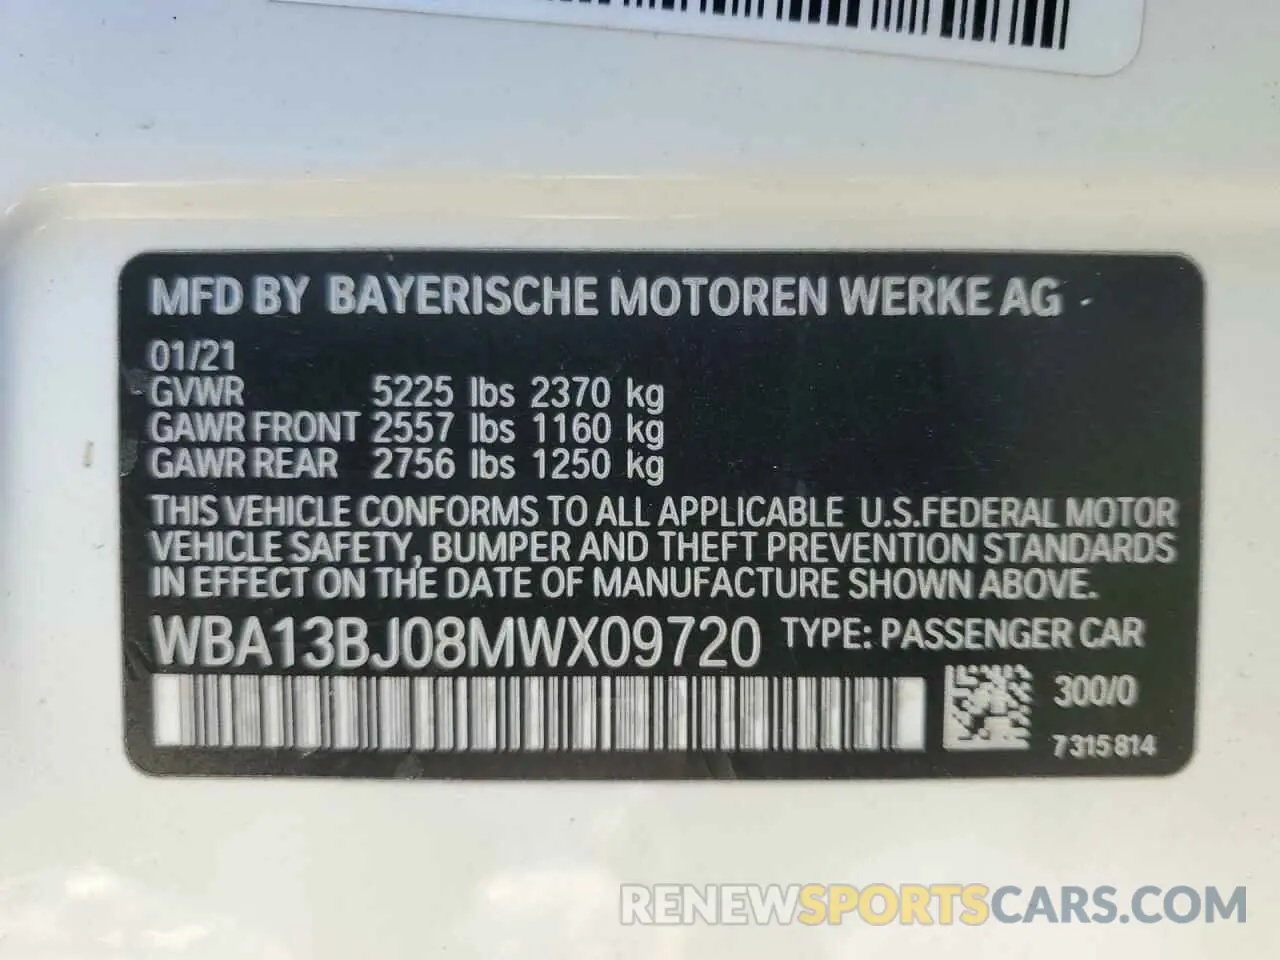 MFD BY BAYERISCHE MOTOREN WERKE AG
01/21
GVWR 5225 lbs 2370 kg
GAWR FRONT 2557 lbs 1160 kg
GAWR REAR 2756 lbs 1250 kg
THIS VEHICLE CONFORMS TO ALL APPLICABLE U.S.FEDERAL MOTOR
VEHICLE SAFETY, BUMPER AND THEFT PREVENTION STANDARDS
IN EFFECT ON THE DATE OF MANUFACTURE SHOWN ABOVE.
WBA13BJ08MWX09720 TYPE: PASSENGER CAR
300/0
7315814
RENEWSPORTSCARS.COM